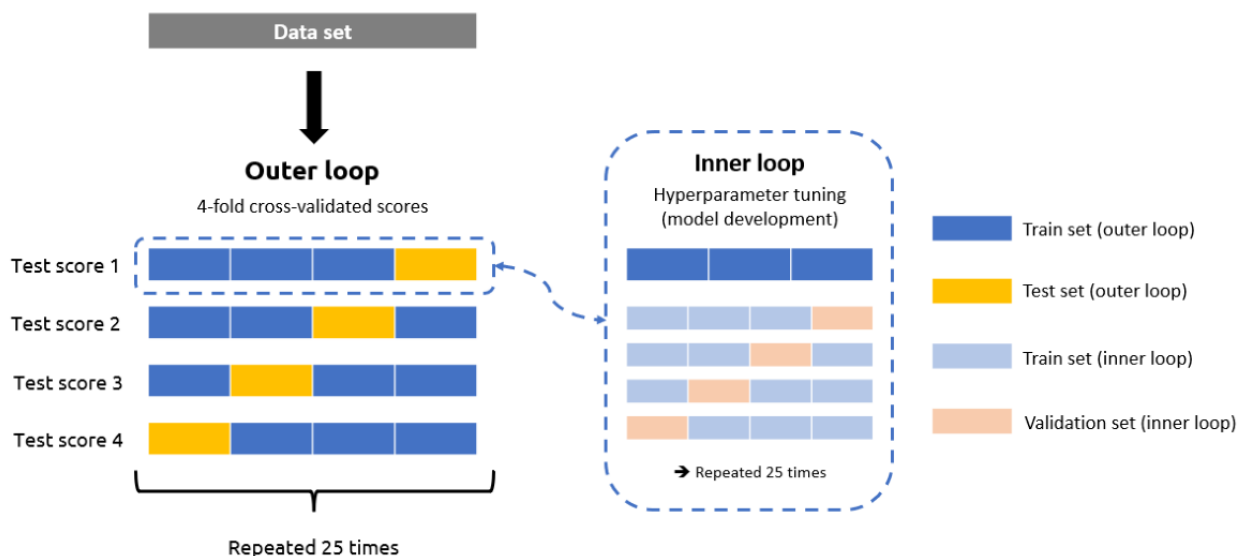 Data set
Outer loop
4-fold cross-validated scores
Test score 1
Test score 2
Test score 3
Test score 4
Repeated 25 times
Inner loop
Hyperparameter tuning
(model development)
➔ Repeated 25 times
Train set (outer loop)
Test set (outer loop)
Train set (inner loop)
Validation set (inner loop)